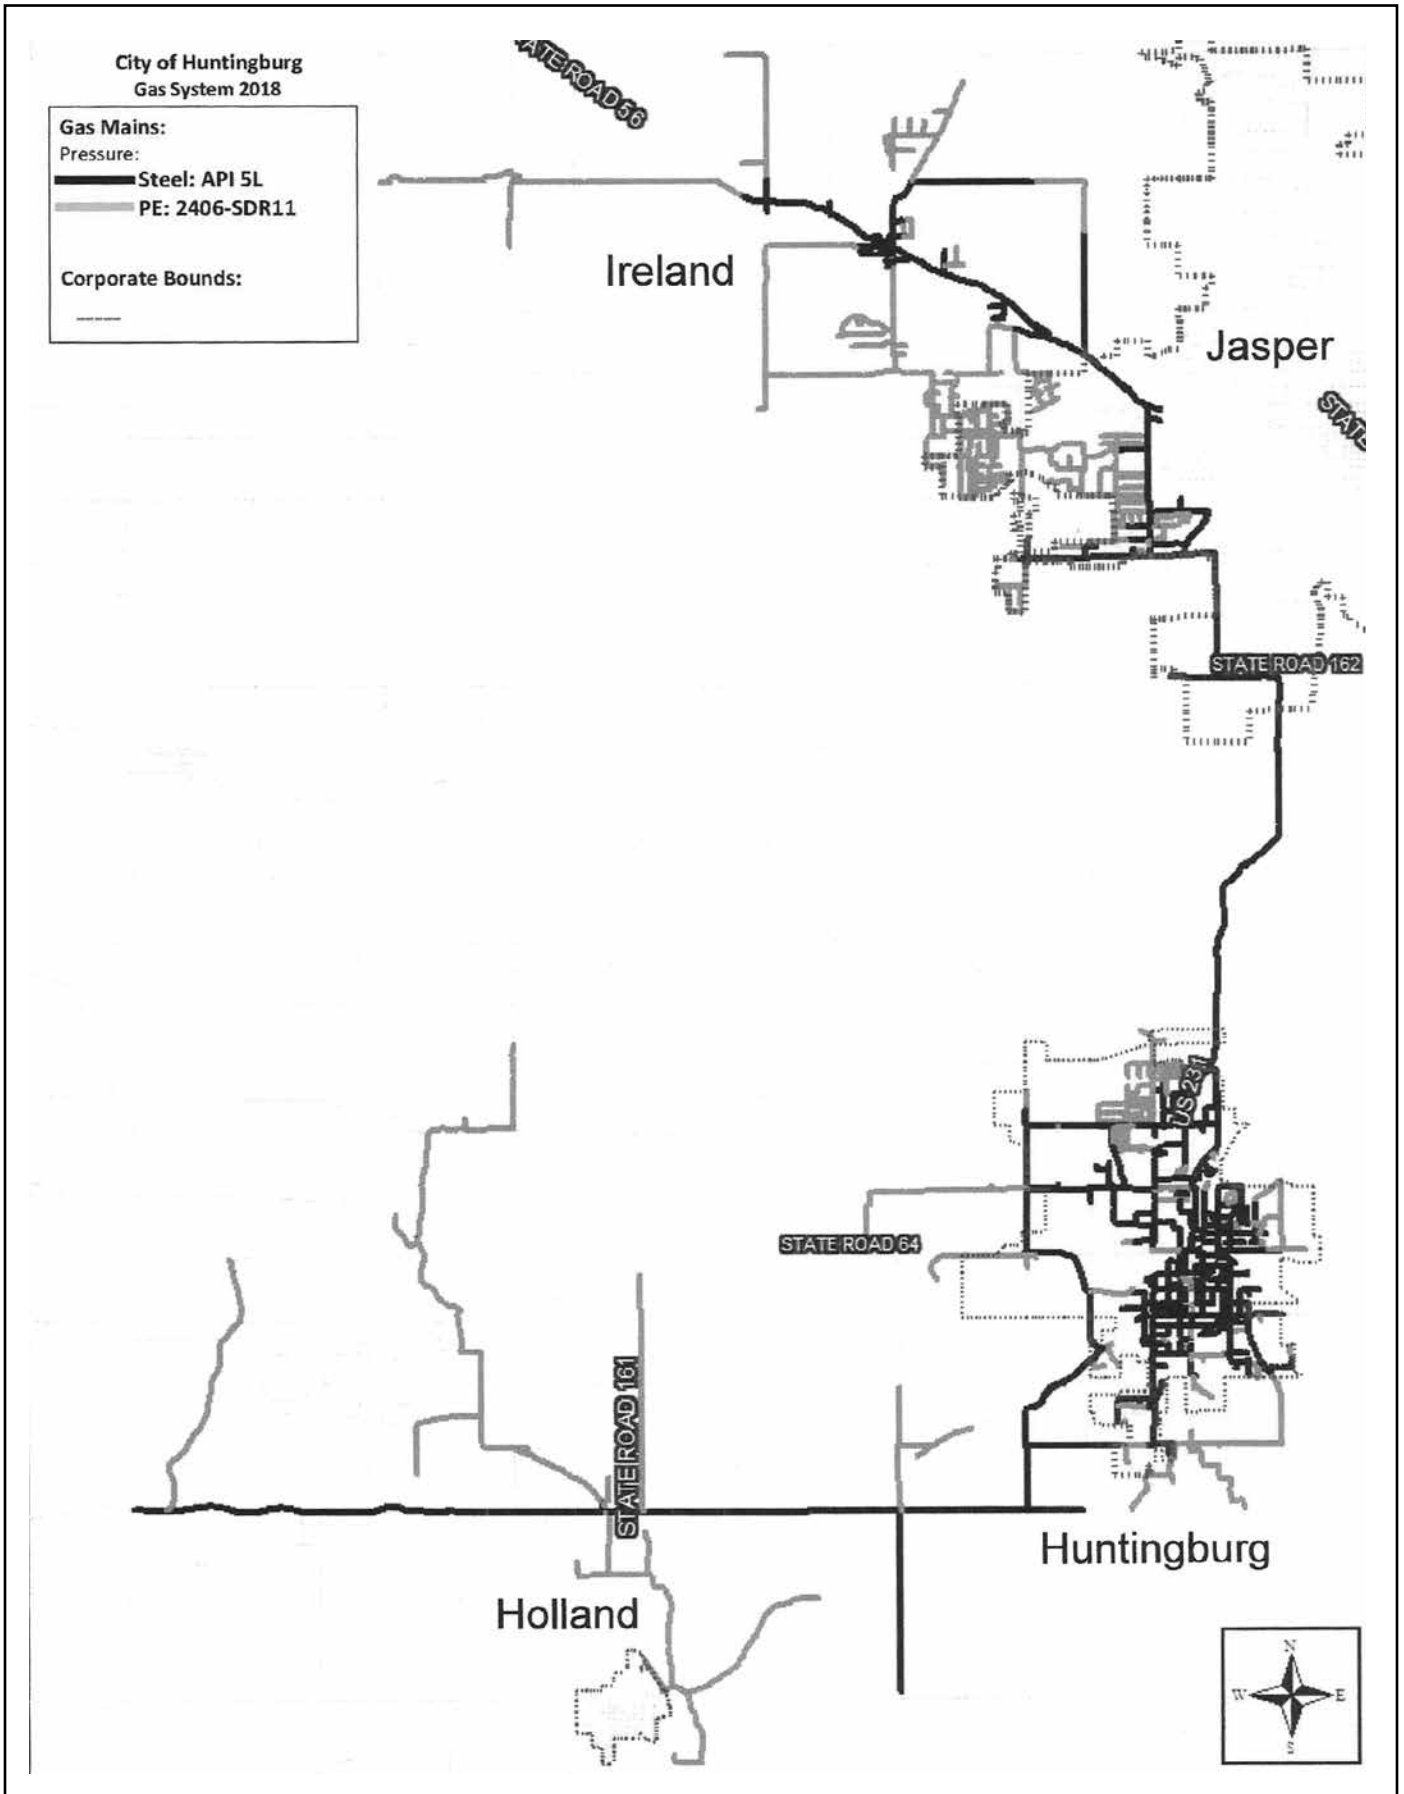 City of Huntingburg
Gas System 2018
Gas Mains:
Pressure:
Steel: API 5L
PE: 2406-SDR11
Corporate Bounds:
ATE ROAD 56
Ireland
Jasper
STATE
STATE ROAD 162
US 231
STATE ROAD 64
STATE ROAD 161
Huntingburg
Holland
N
W E
S